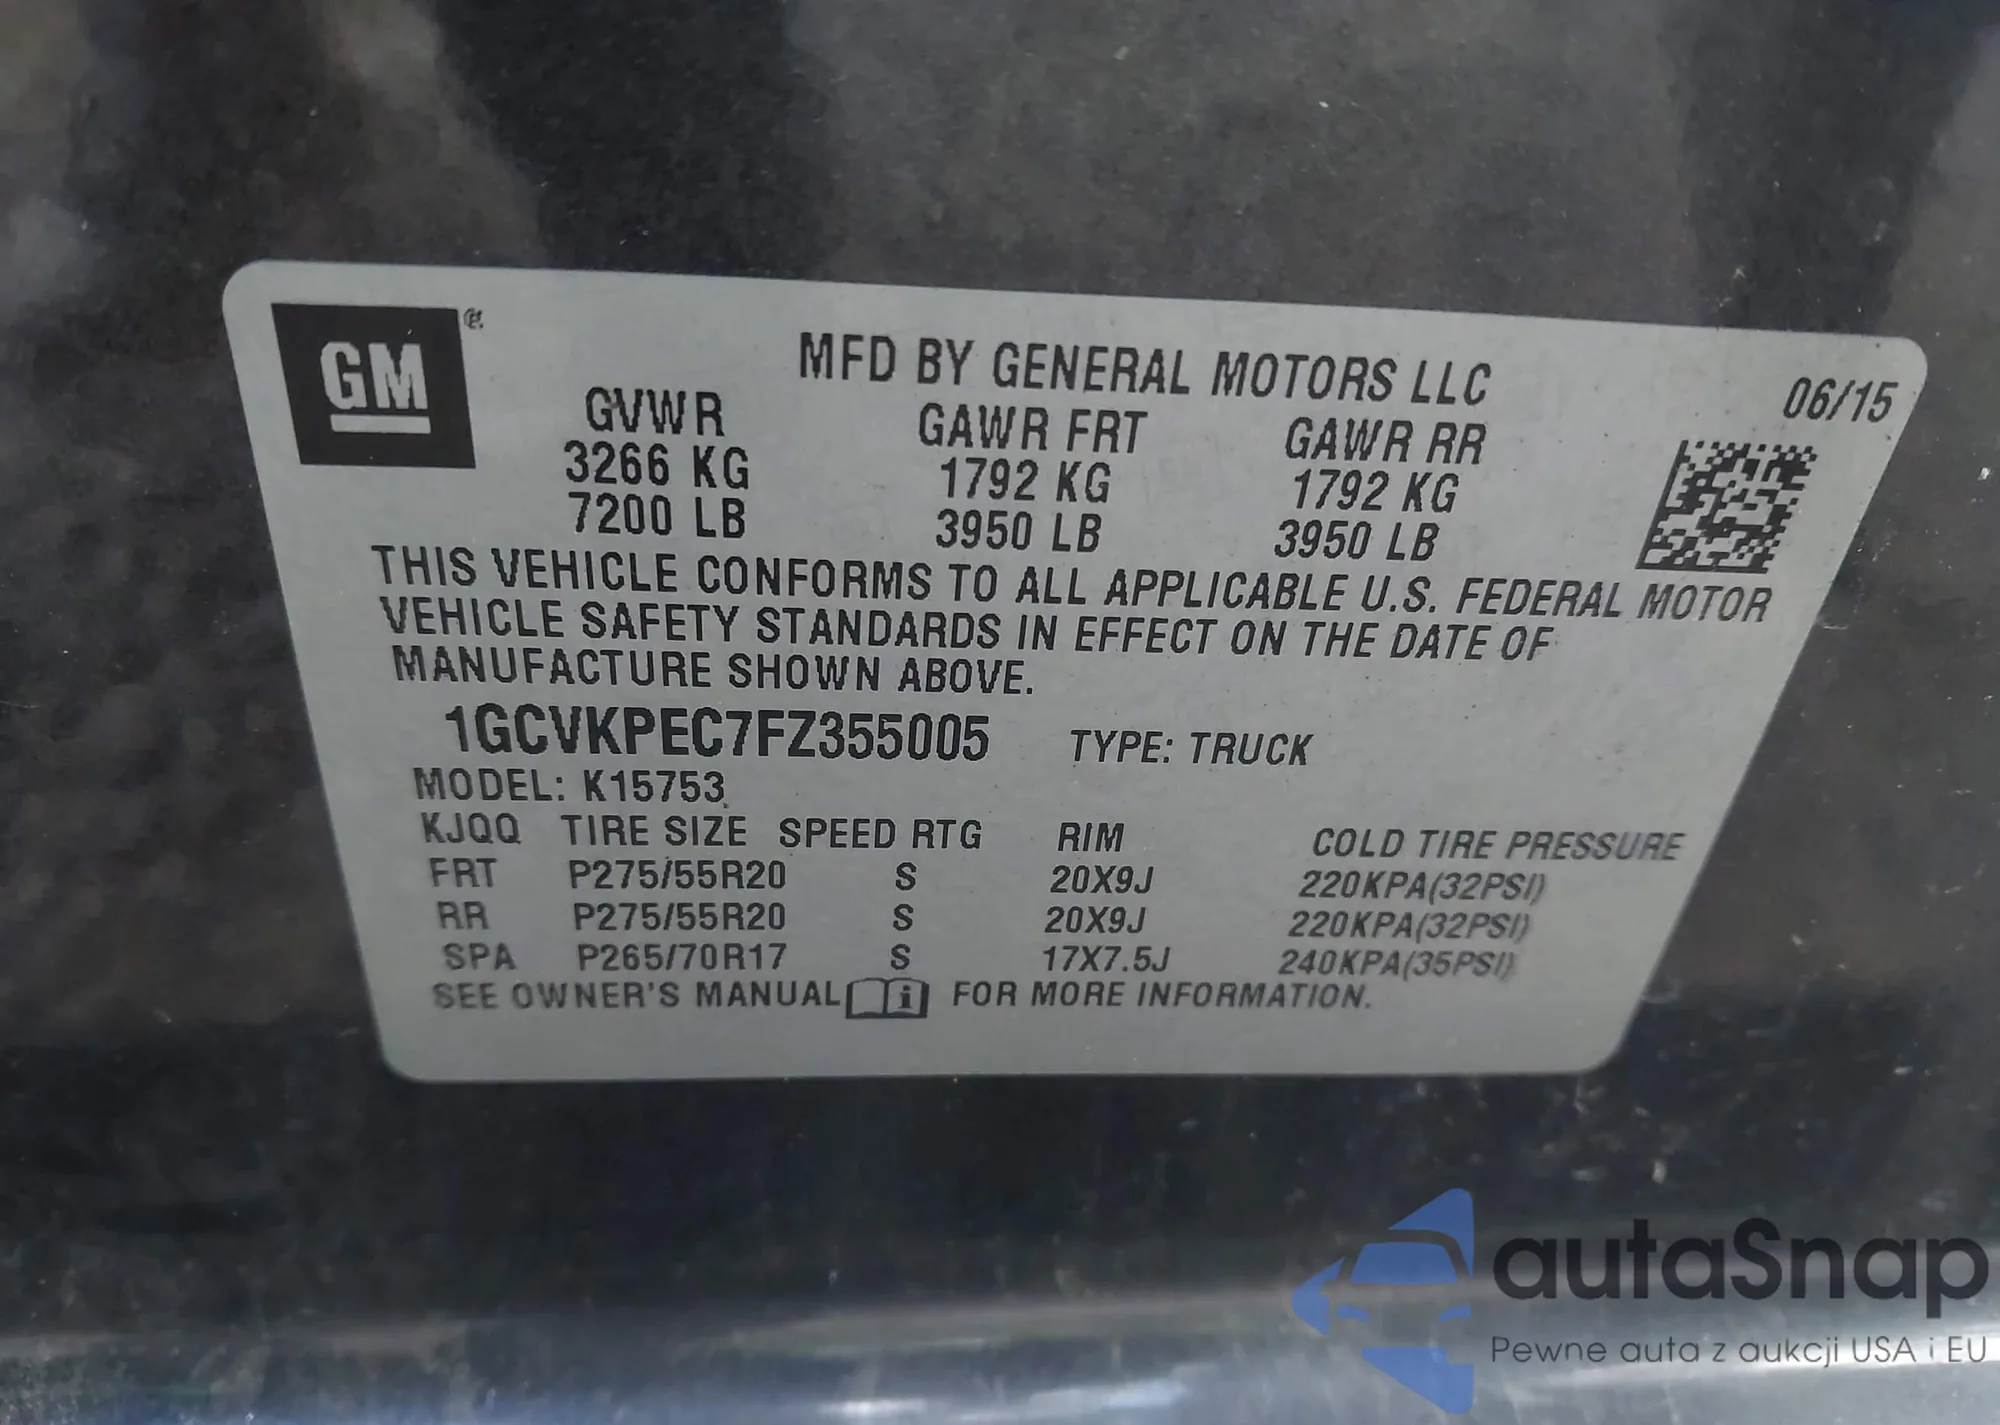 GM
MFD BY GENERAL MOTORS LLC
06/15
GVWR GAWR FRT GAWR RR
3266 KG 1792 KG 1792 KG
7200 LB 3950 LB 3950 LB
THIS VEHICLE CONFORMS TO ALL APPLICABLE U.S. FEDERAL MOTOR
VEHICLE SAFETY STANDARDS IN EFFECT ON THE DATE OF
MANUFACTURE SHOWN ABOVE.
1GCVKPEC7FZ355005 TYPE: TRUCK
MODEL: K15753
KJQQ TIRE SIZE SPEED RTG RIM COLD TIRE PRESSURE
FRT P275/55R20 S 20X9J 220KPA(32PSI)
RR P275/55R20 S 20X9J 220KPA(32PSI)
SPA P265/70R17 S 17X7.5J 240KPA(35PSI)
SEE OWNER'S MANUAL i FOR MORE INFORMATION.
autaSnap
Pewne auta z aukcji USA i EU